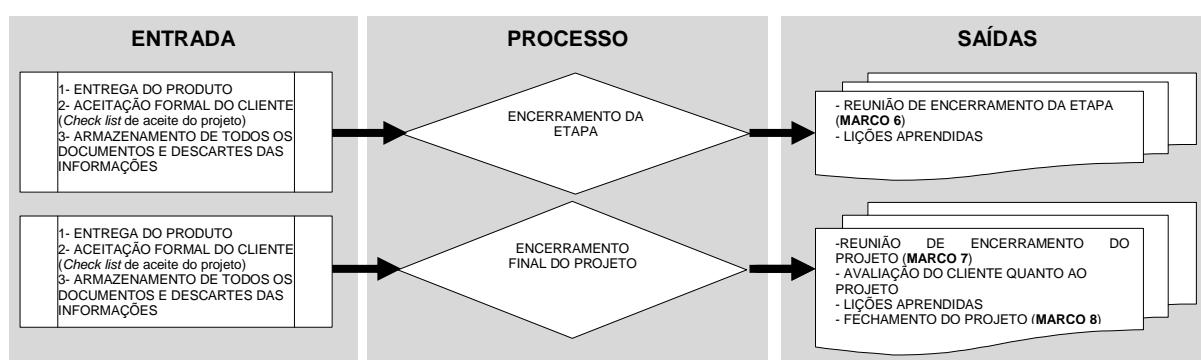 ENTRADA
PROCESSO
SAÍDAS
1- ENTREGA DO PRODUTO
2- ACEITAÇÃO FORMAL DO CLIENTE
(Check list de aceite do projeto)
3- ARMAZENAMENTO DE TODOS OS
DOCUMENTOS E DESCARTES DAS
INFORMAÇÕES
ENCERRAMENTO DA
ETAPA
- REUNIÃO DE ENCERRAMENTO DA ETAPA
(MARCO 6)
- LIÇÕES APRENDIDAS
1- ENTREGA DO PRODUTO
2- ACEITAÇÃO FORMAL DO CLIENTE
(Check list de aceite do projeto)
3- ARMAZENAMENTO DE TODOS OS
DOCUMENTOS E DESCARTES DAS
INFORMAÇÕES
ENCERRAMENTO
FINAL DO PROJETO
-REUNIÃO DE ENCERRAMENTO DO
PROJETO (MARCO 7)
- AVALIAÇÃO DO CLIENTE QUANTO AO
PROJETO
- LIÇÕES APRENDIDAS
- FECHAMENTO DO PROJETO (MARCO 8)